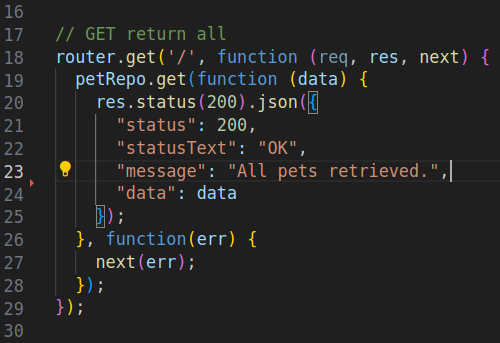 16
17 // GET return all
18 router.get('/', function (req, res, next) {
19   petRepo.get(function (data) {
20     res.status(200).json({
21       "status": 200,
22       "statusText": "OK",
23       "message": "All pets retrieved.",
24       "data": data
25     });
26   }, function(err) {
27     next(err);
28   });
29 });
30